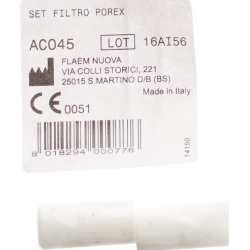 SET FILTRO POREX
AC045 LOT 16AI56
FLAEM NUOVA
VIA COLLI STORICI, 221
25015 S.MARTINO D/B (BS)
CE 0051 Made in Italy
8 018294 000776
14150